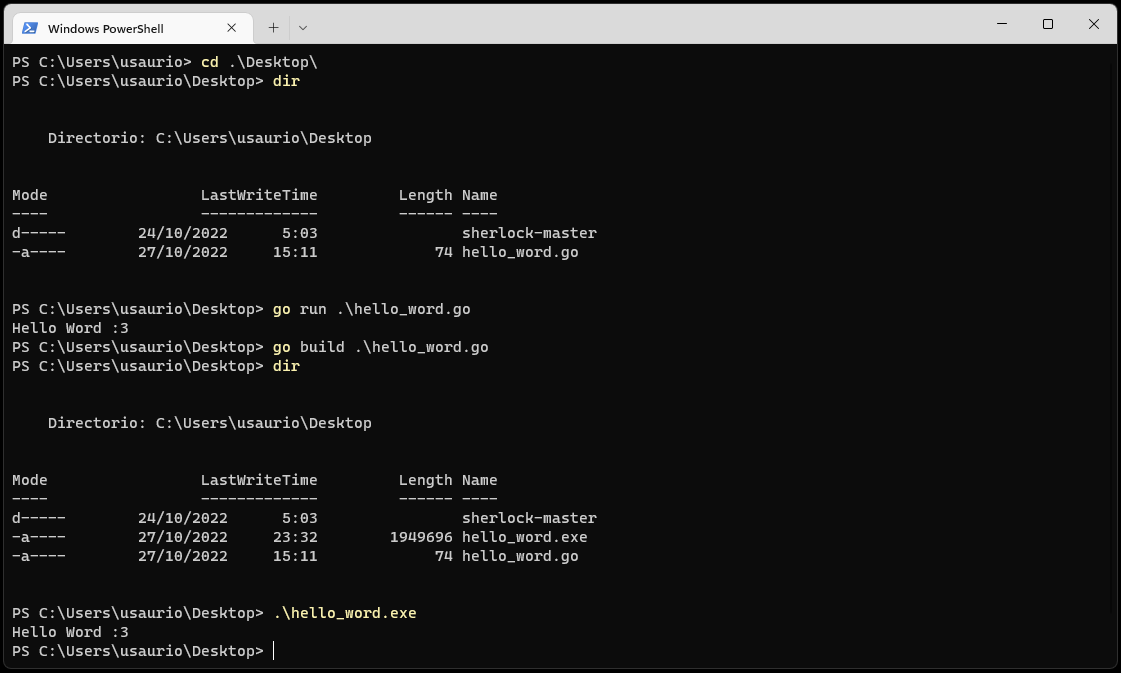 Windows PowerShell
PS C:\Users\usaurio> cd .\Desktop\
PS C:\Users\usaurio\Desktop> dir
Directorio: C:\Users\usaurio\Desktop
Mode LastWriteTime Length Name
---- ------------- ------ ----
d----- 24/10/2022 5:03 sherlock-master
-a---- 27/10/2022 15:11 74 hello_word.go
PS C:\Users\usaurio\Desktop> go run .\hello_word.go
Hello Word :3
PS C:\Users\usaurio\Desktop> go build .\hello_word.go
PS C:\Users\usaurio\Desktop> dir
Directorio: C:\Users\usaurio\Desktop
Mode LastWriteTime Length Name
---- ------------- ------ ----
d----- 24/10/2022 5:03 sherlock-master
-a---- 27/10/2022 23:32 1949696 hello_word.exe
-a---- 27/10/2022 15:11 74 hello_word.go
PS C:\Users\usaurio\Desktop> .\hello_word.exe
Hello Word :3
PS C:\Users\usaurio\Desktop>